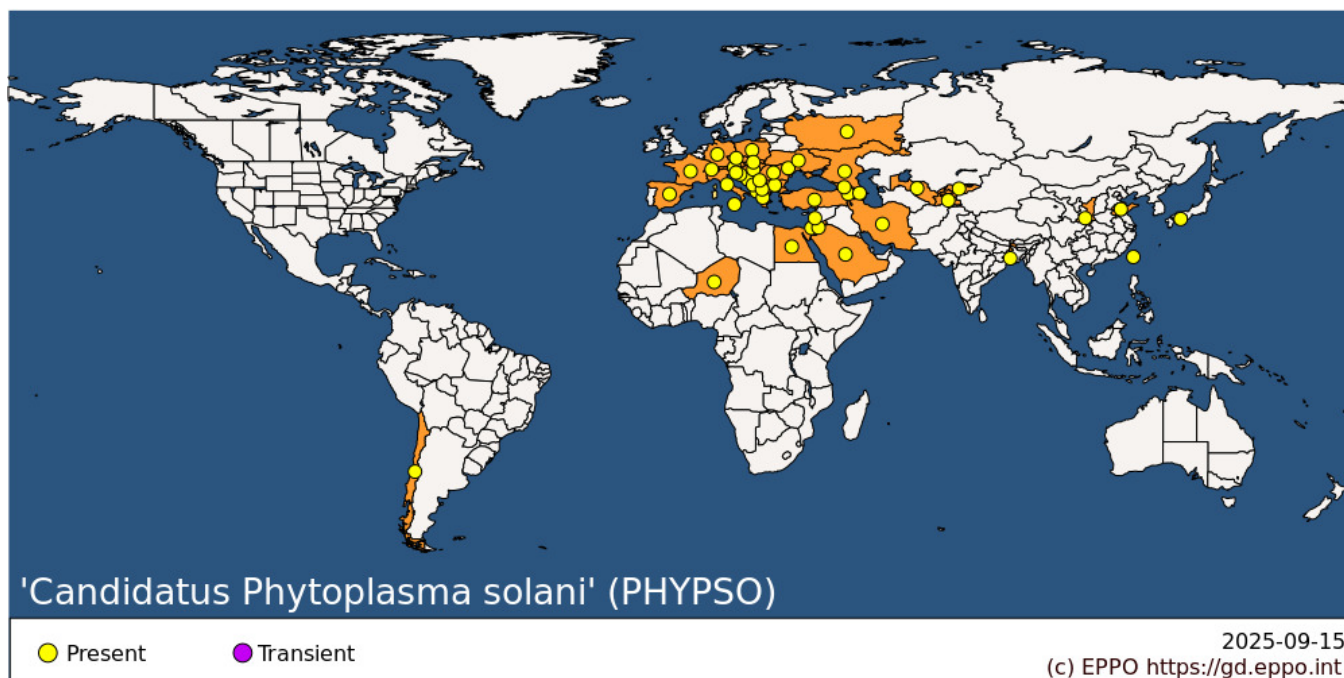 'Candidatus Phytoplasma solani' (PHYPSO)
Present
Transient
2025-09-15
(c) EPPO https://gd.eppo.int